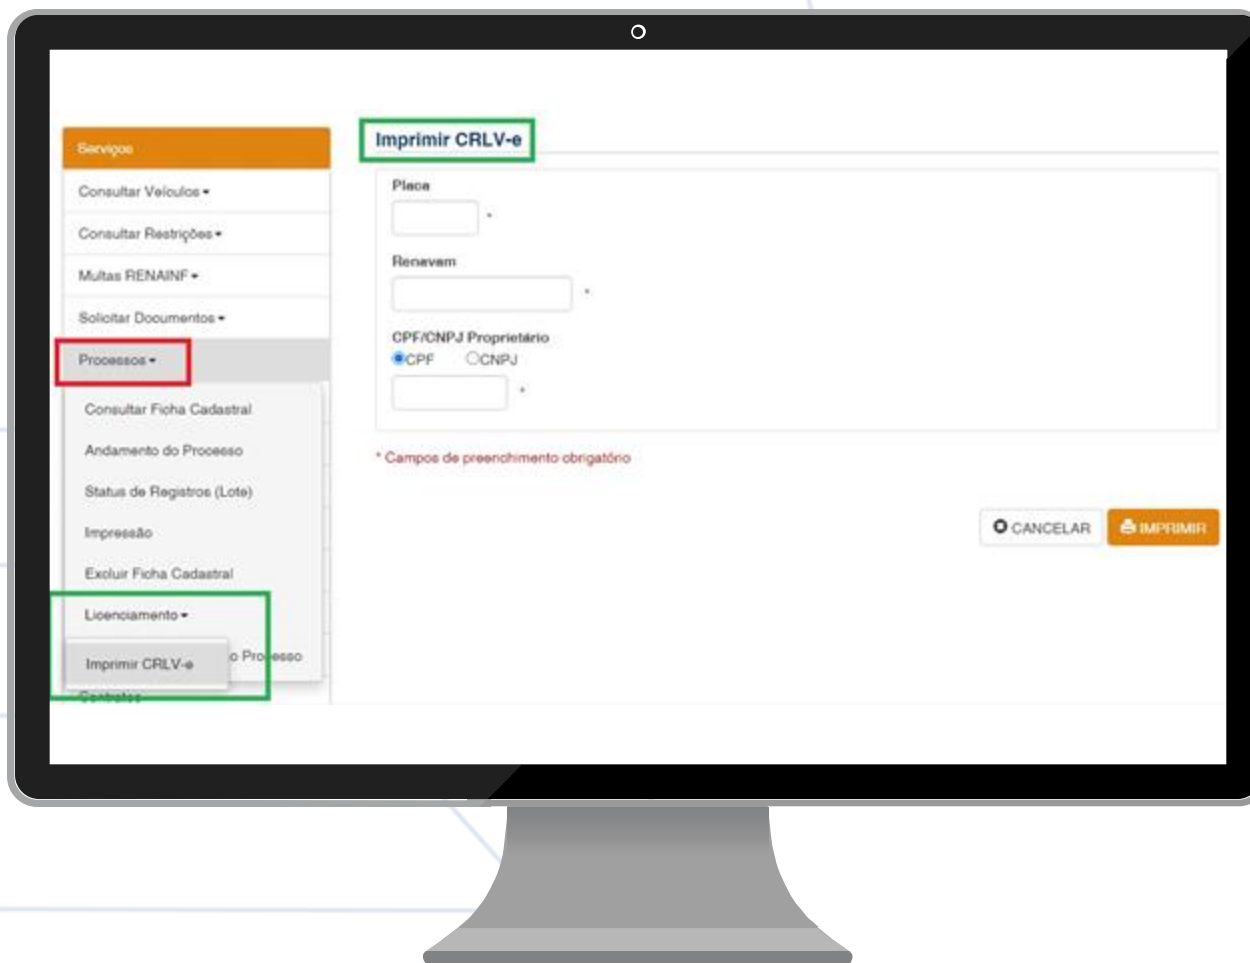 Serviços
Consultar Veículos
Consultar Restrições
Multas RENAINF
Solicitar Documentos
Processos
Consultar Ficha Cadastral
Andamento do Processo
Status de Registros (Lote)
Impressão
Excluir Ficha Cadastral
Licenciamento
Imprimir CRLV-e
o Processo
Contratos
Imprimir CRLV-e
Placa
*
Renavam
*
CPF/CNPJ Proprietário
CPF CNPJ
*
* Campos de preenchimento obrigatório
CANCELAR IMPRIMIR